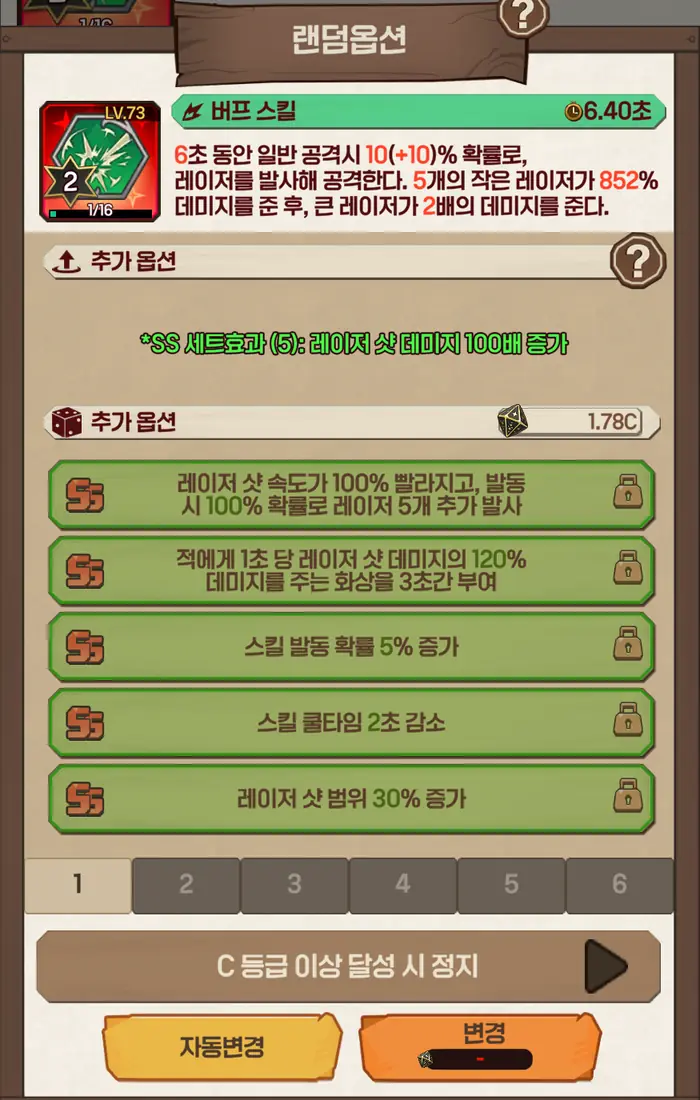 1/16
?
랜덤옵션
LV.73
버프 스킬
6.40초
2
1/16
6초 동안 일반 공격시 10(+10)% 확률로,
레이저를 발사해 공격한다. 5개의 작은 레이저가 852%
데미지를 준 후, 큰 레이저가 2배의 데미지를 준다.
추가 옵션
?
*SS 세트효과 (5): 레이저 샷 데미지 100배 증가
추가 옵션
1.78C
SS
레이저 샷 속도가 100% 빨라지고, 발동
시 100% 확률로 레이저 5개 추가 발사
SS
적에게 1초 당 레이저 샷 데미지의 120%
데미지를 주는 화상을 3초간 부여
SS
스킬 발동 확률 5% 증가
SS
스킬 쿨타임 2초 감소
SS
레이저 샷 범위 30% 증가
1
2
3
4
5
6
C 등급 이상 달성 시 정지
자동변경
변경
-